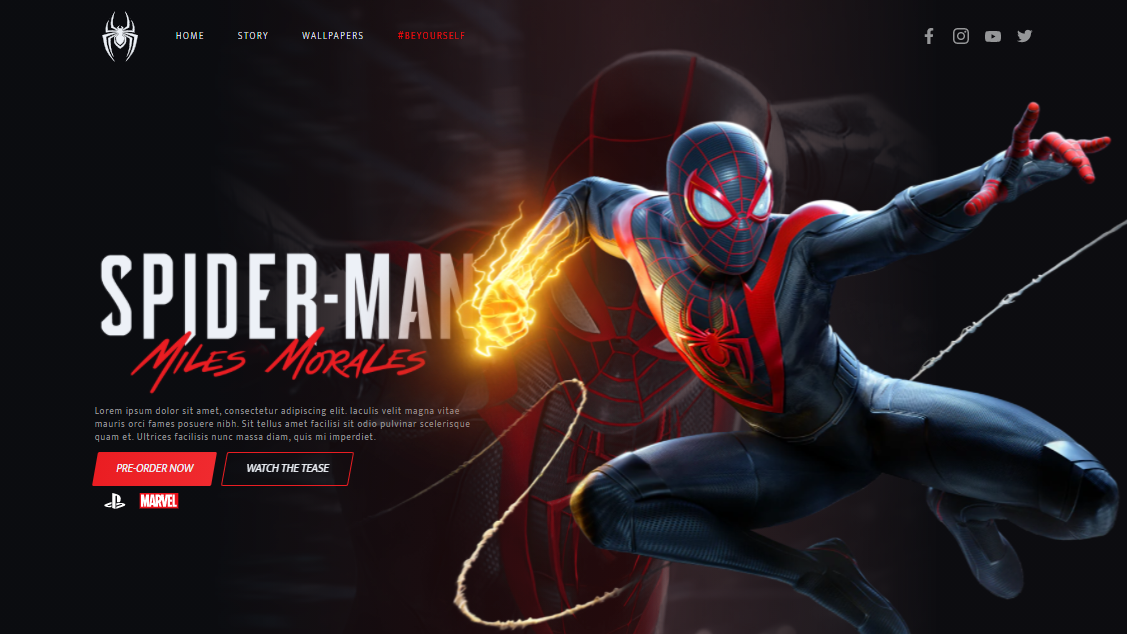 HOME
STORY
WALLPAPERS
#BEYOURSELF
SPIDER-MAN
MILES MORALES
Lorem ipsum dolor sit amet, consectetur adipiscing elit. Iaculis velit magna vitae
mauris orci fames posuere nibh. Sit tellus amet facilisi sit odio pulvinar scelerisque
quam et. Ultrices facilisis nunc massa diam, quis mi imperdiet.
PRE-ORDER NOW
WATCH THE TEASE
MARVEL